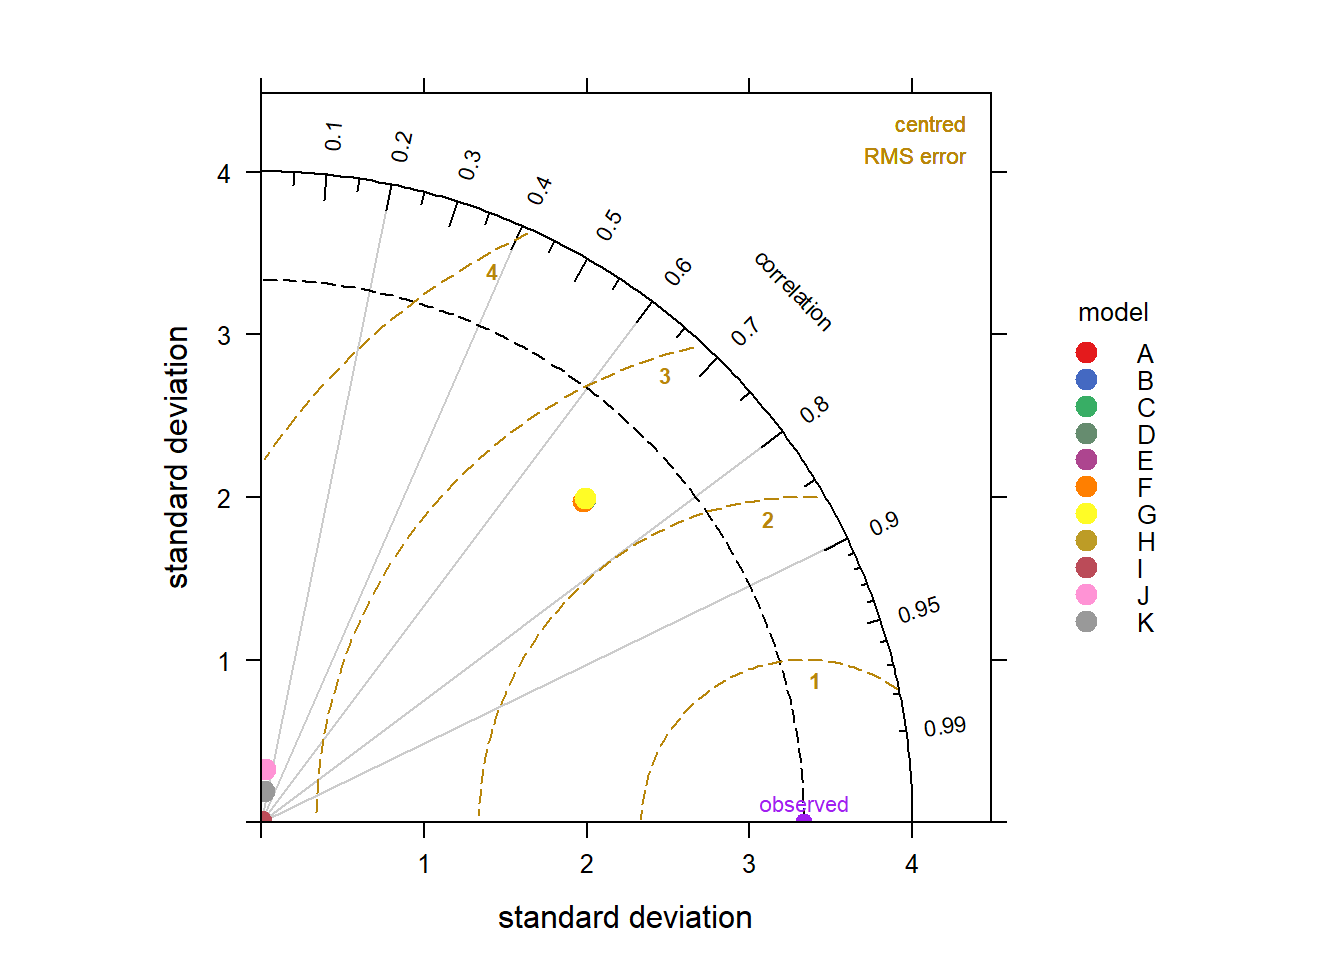 centred
RMS error
0.1
0.2
0.3
0.4
0.5
0.6
0.7
0.8
0.9
0.95
0.99
correlation
4
3
2
1
4
3
2
1
observed
1
2
3
4
standard deviation
standard deviation
model
A
B
C
D
E
F
G
H
I
J
K